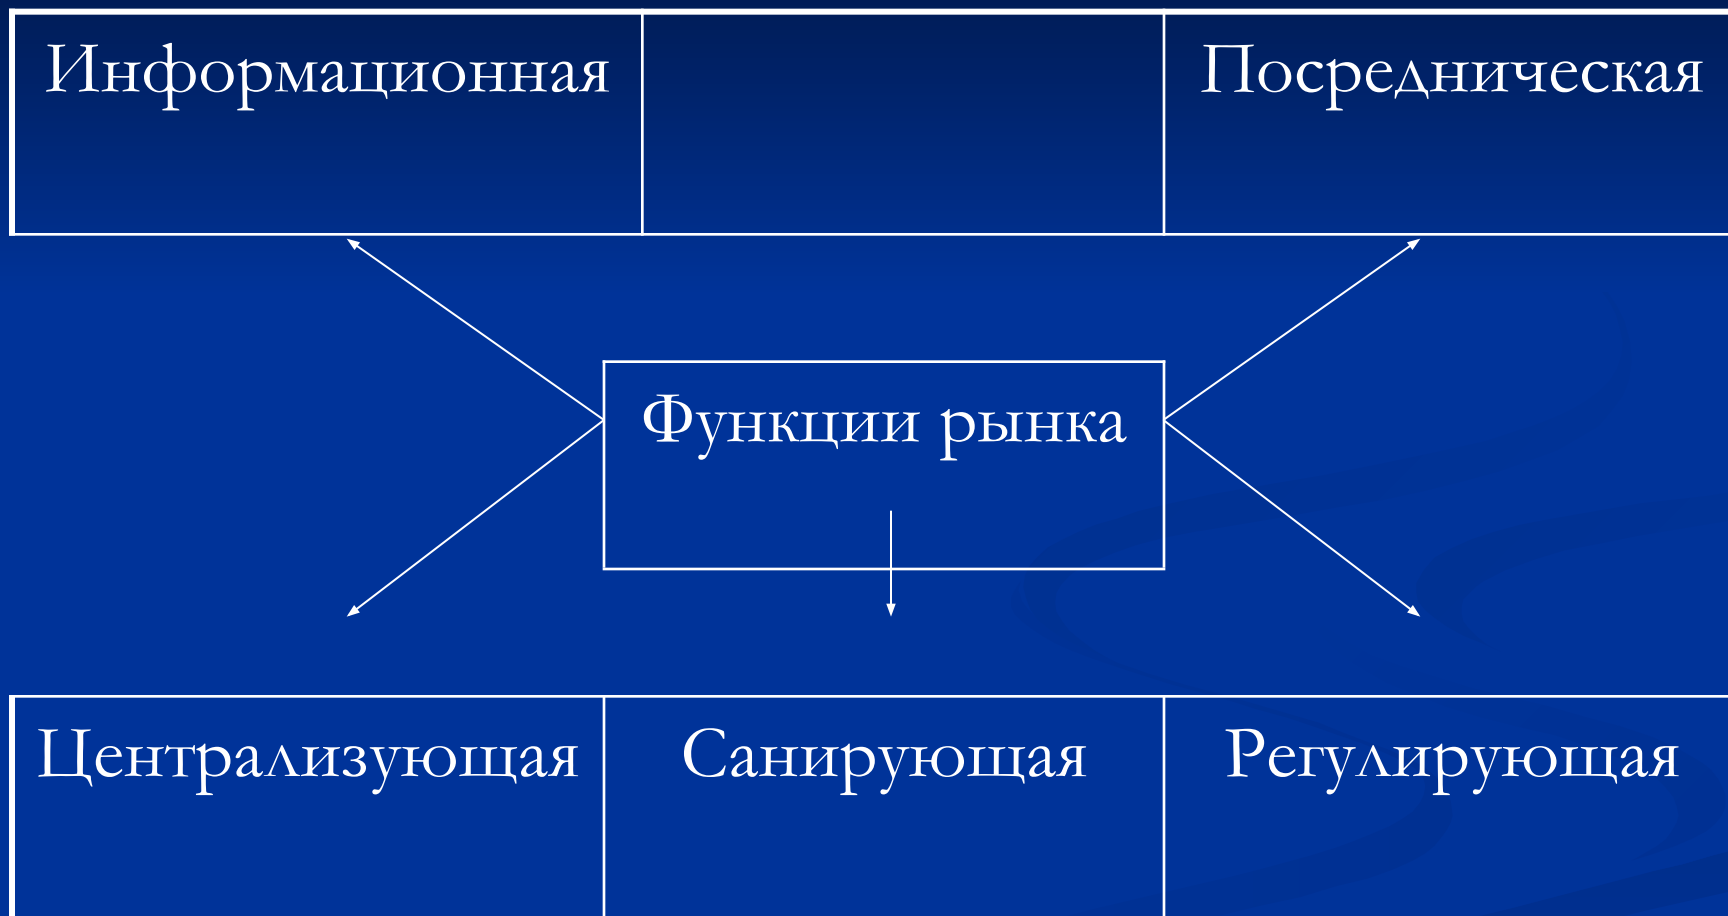 Информационная
Посредническая
Функции рынка
Централизующая
Санирующая
Регулирующая